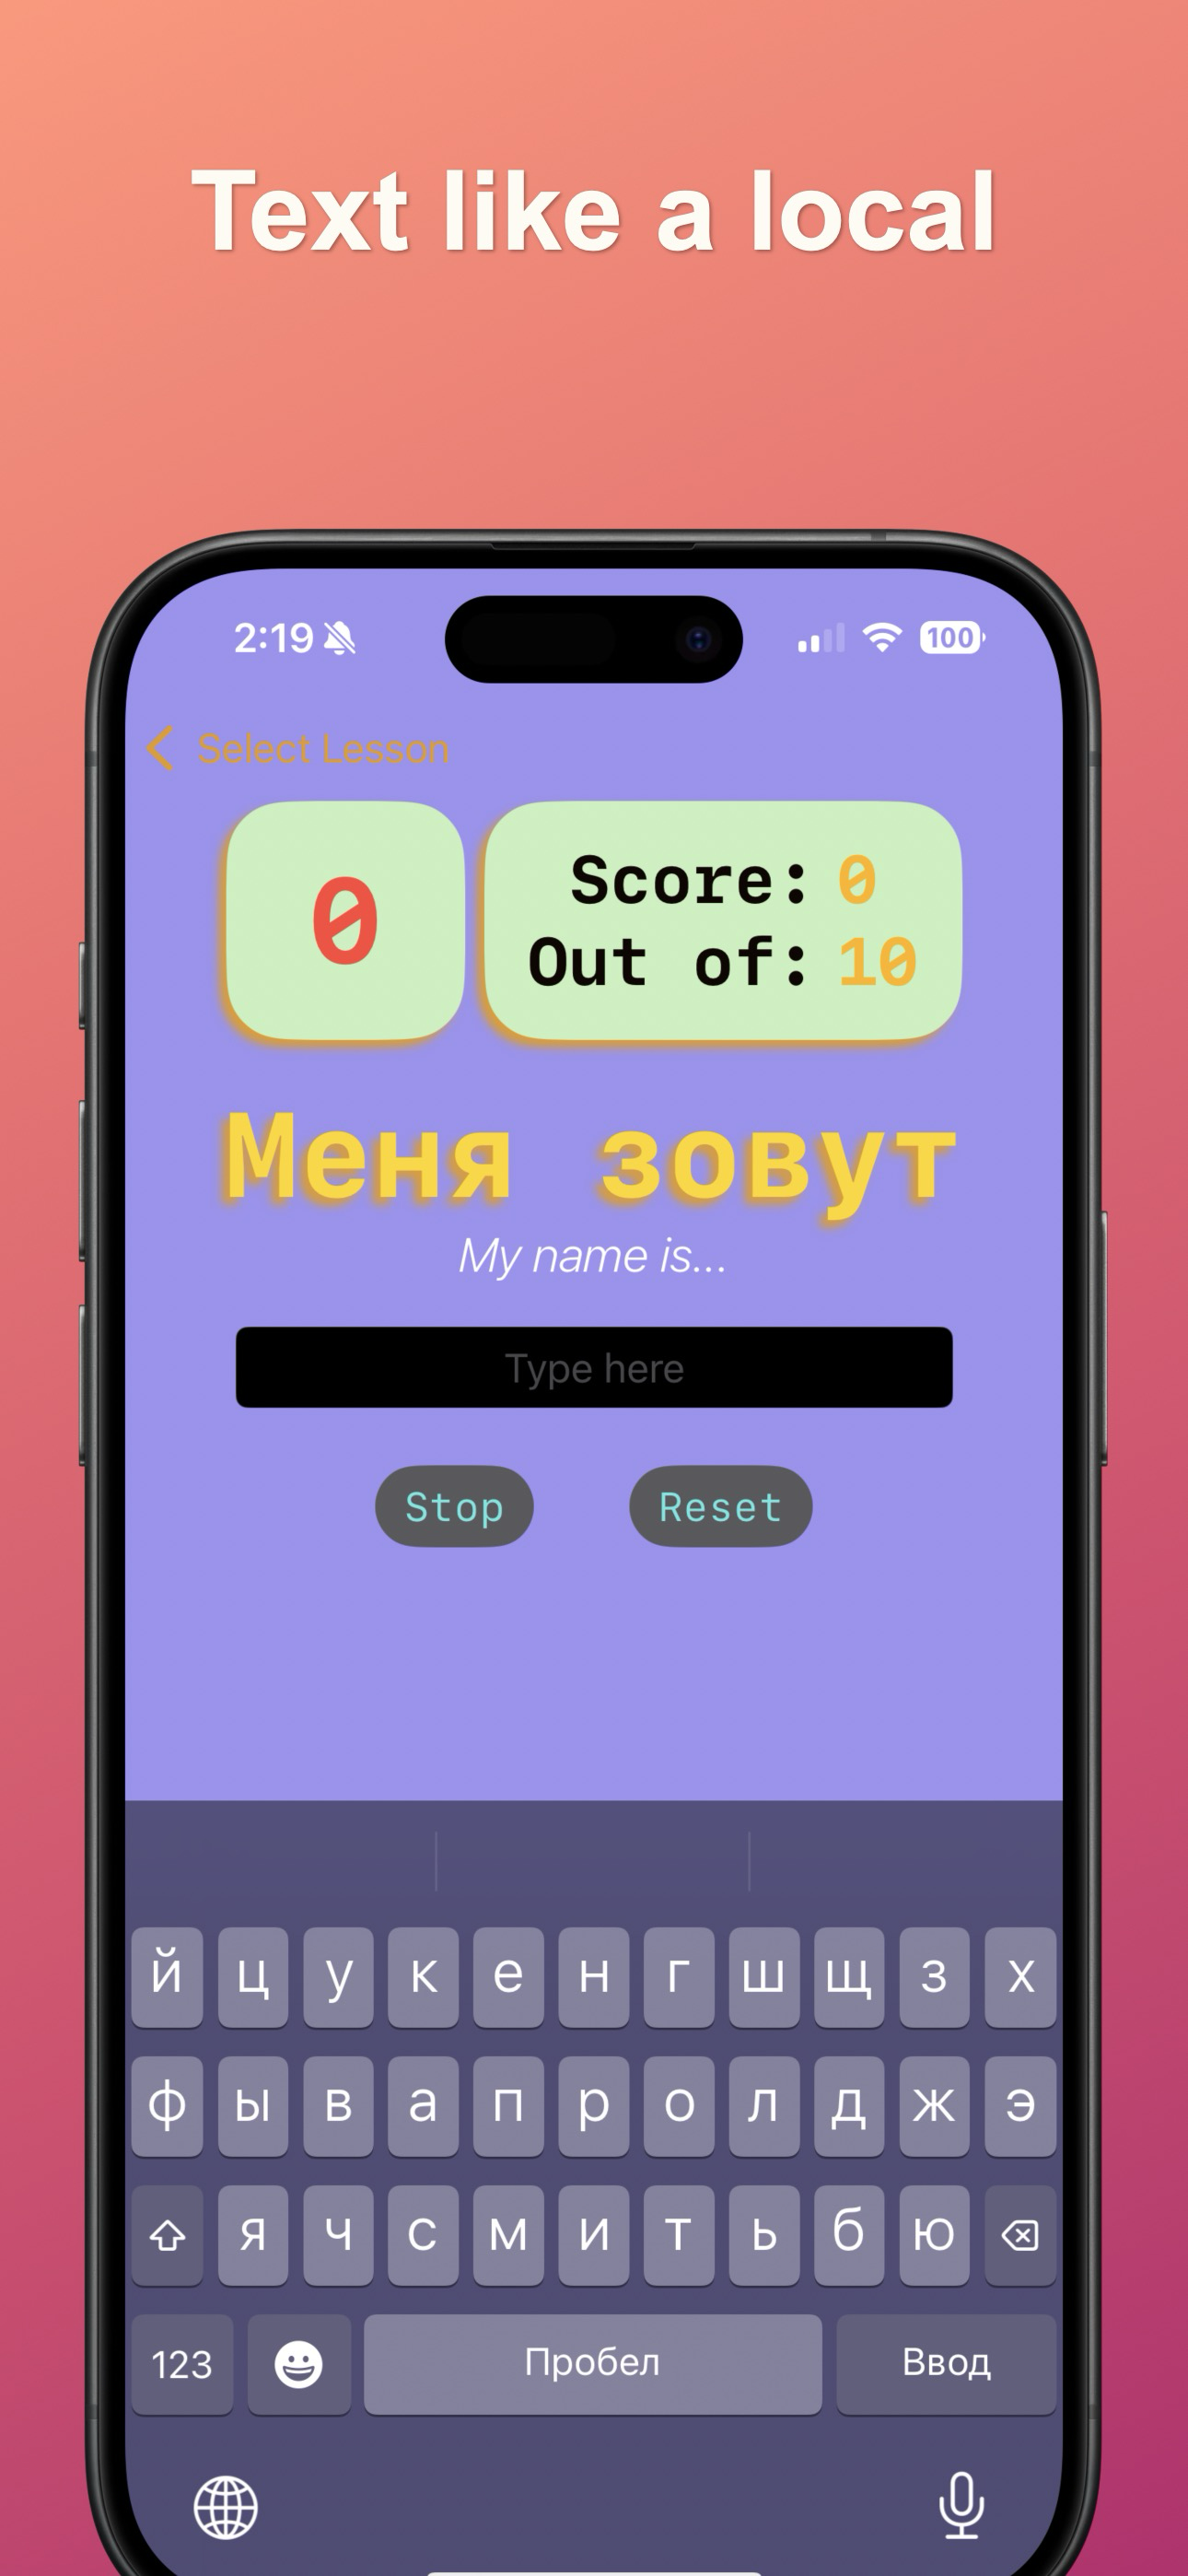 Text like a local
2:19
100
Select Lesson
0
Score: 0
Out of: 10
Меня зовут
My name is...
Type here
Stop
Reset
й ц у к е н г ш щ з х
ф ы в а п р о л д ж э
я ч с м и т ь б ю
123
Пробел
Ввод